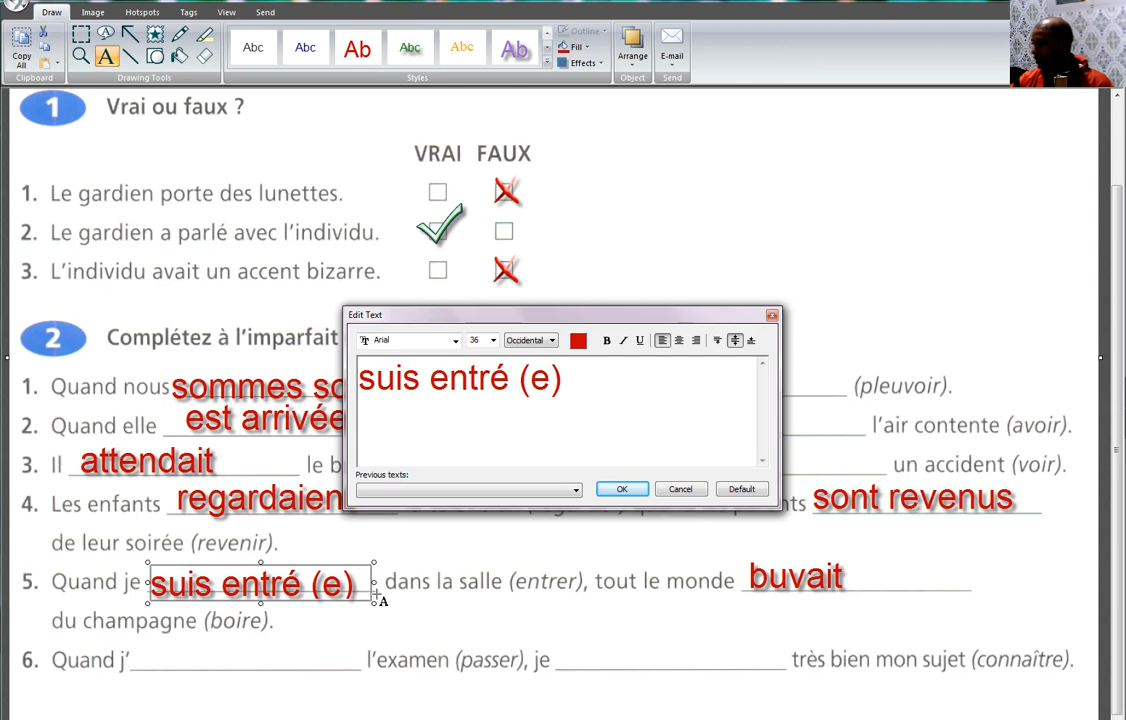 Draw Image Hotspots Tags View Send
Copy All
Clipboard
Drawing Tools
Abc Abc Ab Abc Abc Ab
Styles
Outline
Fill
Effects
Arrange
Object
E-mail
Send
1 Vrai ou faux ?
VRAI FAUX
1. Le gardien porte des lunettes.
2. Le gardien a parlé avec l'individu.
3. L'individu avait un accent bizarre.
Edit Text
Arial 36 Occidental B I U
suis entré (e)
Previous texts:
OK Cancel Default
2 Complétez à l'imparfait
1. Quand nous sommes so (pleuvoir).
2. Quand elle est arrivée l'air contente (avoir).
3. Il attendait le b un accident (voir).
4. Les enfants regardaien nts sont revenus
de leur soirée (revenir).
5. Quand je suis entré (e) dans la salle (entrer), tout le monde buvait
du champagne (boire).
6. Quand j' l'examen (passer), je très bien mon sujet (connaître).